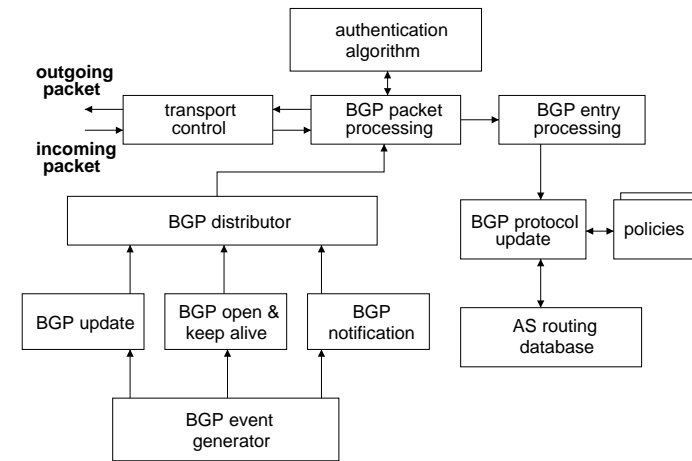 authentication
algorithm
outgoing
packet
transport
control
BGP packet
processing
BGP entry
processing
incoming
packet
BGP distributor
BGP protocol
update
policies
BGP update
BGP open &
keep alive
BGP
notification
AS routing
database
BGP event
generator